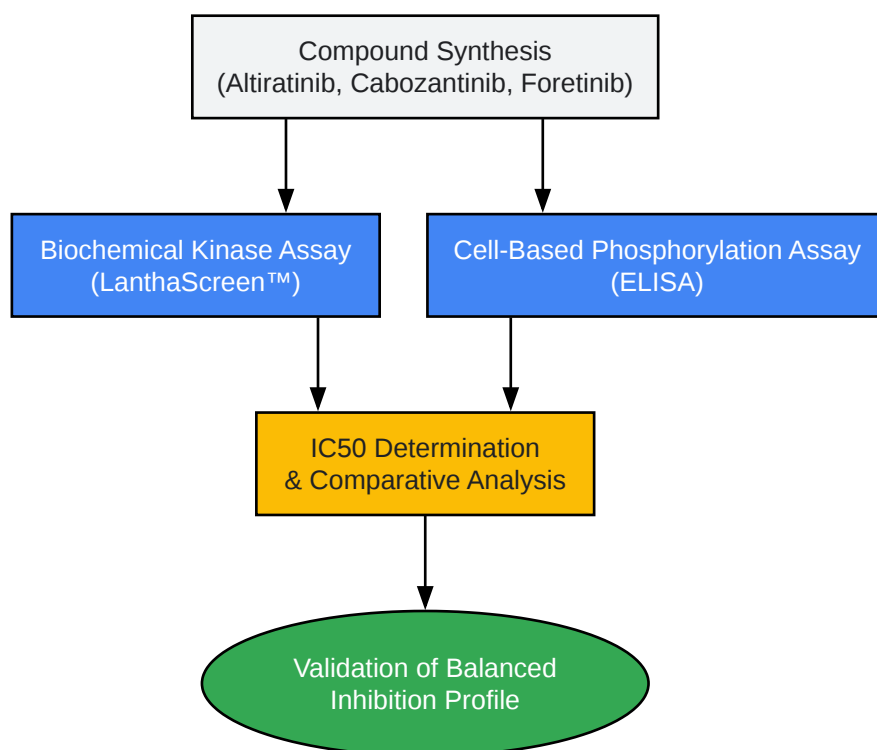 Compound Synthesis
(Altiratinib, Cabozantinib, Foretinib)
Biochemical Kinase Assay
(LanthaScreen™)
Cell-Based Phosphorylation Assay
(ELISA)
IC50 Determination
& Comparative Analysis
Validation of Balanced
Inhibition Profile